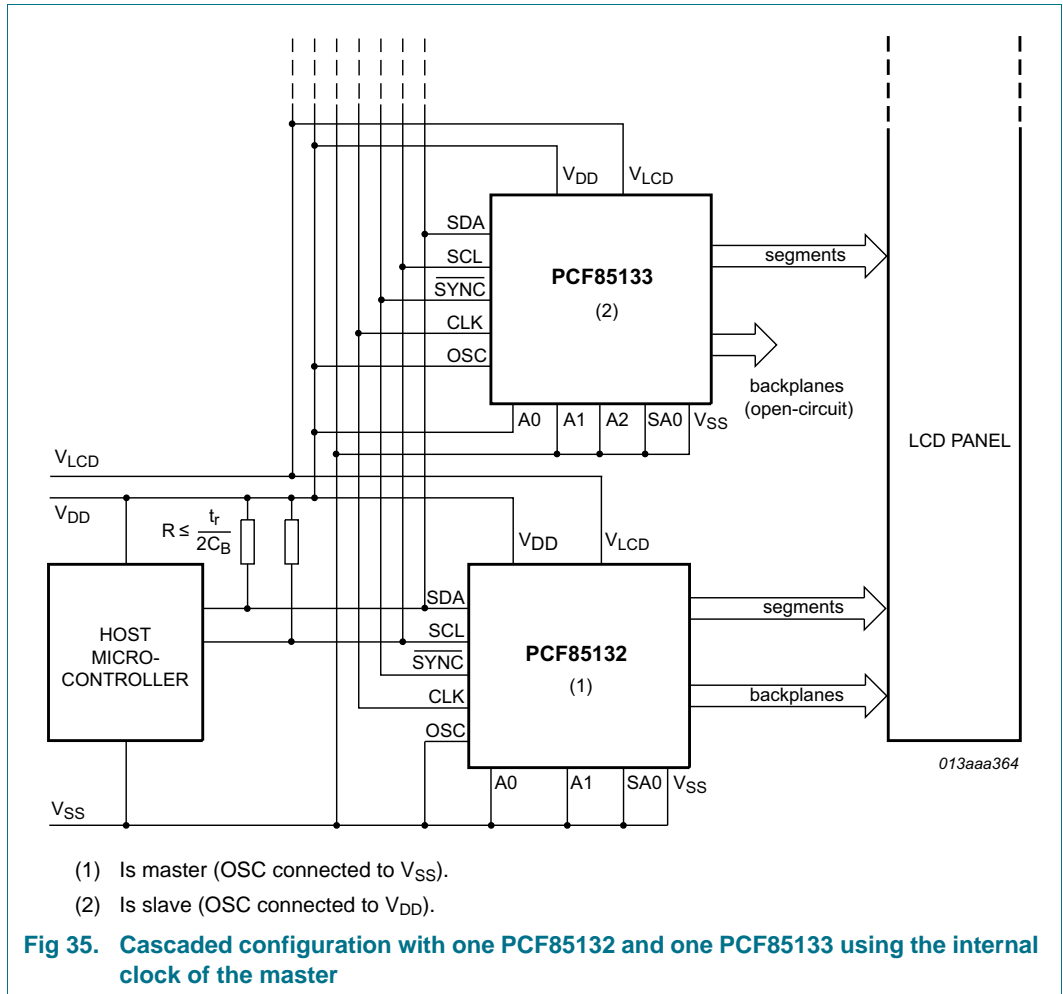 VDD
VLCD
SDA
SCL
SYNC
CLK
OSC
PCF85133
(2)
segments
backplanes
(open-circuit)
A0
A1
A2
SA0
VSS
LCD PANEL
VLCD
VDD
R ≤ tr
2CB
VDD
VLCD
HOST
MICRO-
CONTROLLER
SDA
SCL
SYNC
CLK
OSC
PCF85132
(1)
segments
backplanes
A0
A1
SA0
VSS
013aaa364
VSS
(1) Is master (OSC connected to VSS).
(2) Is slave (OSC connected to VDD).
Fig 35. Cascaded configuration with one PCF85132 and one PCF85133 using the internal
clock of the master